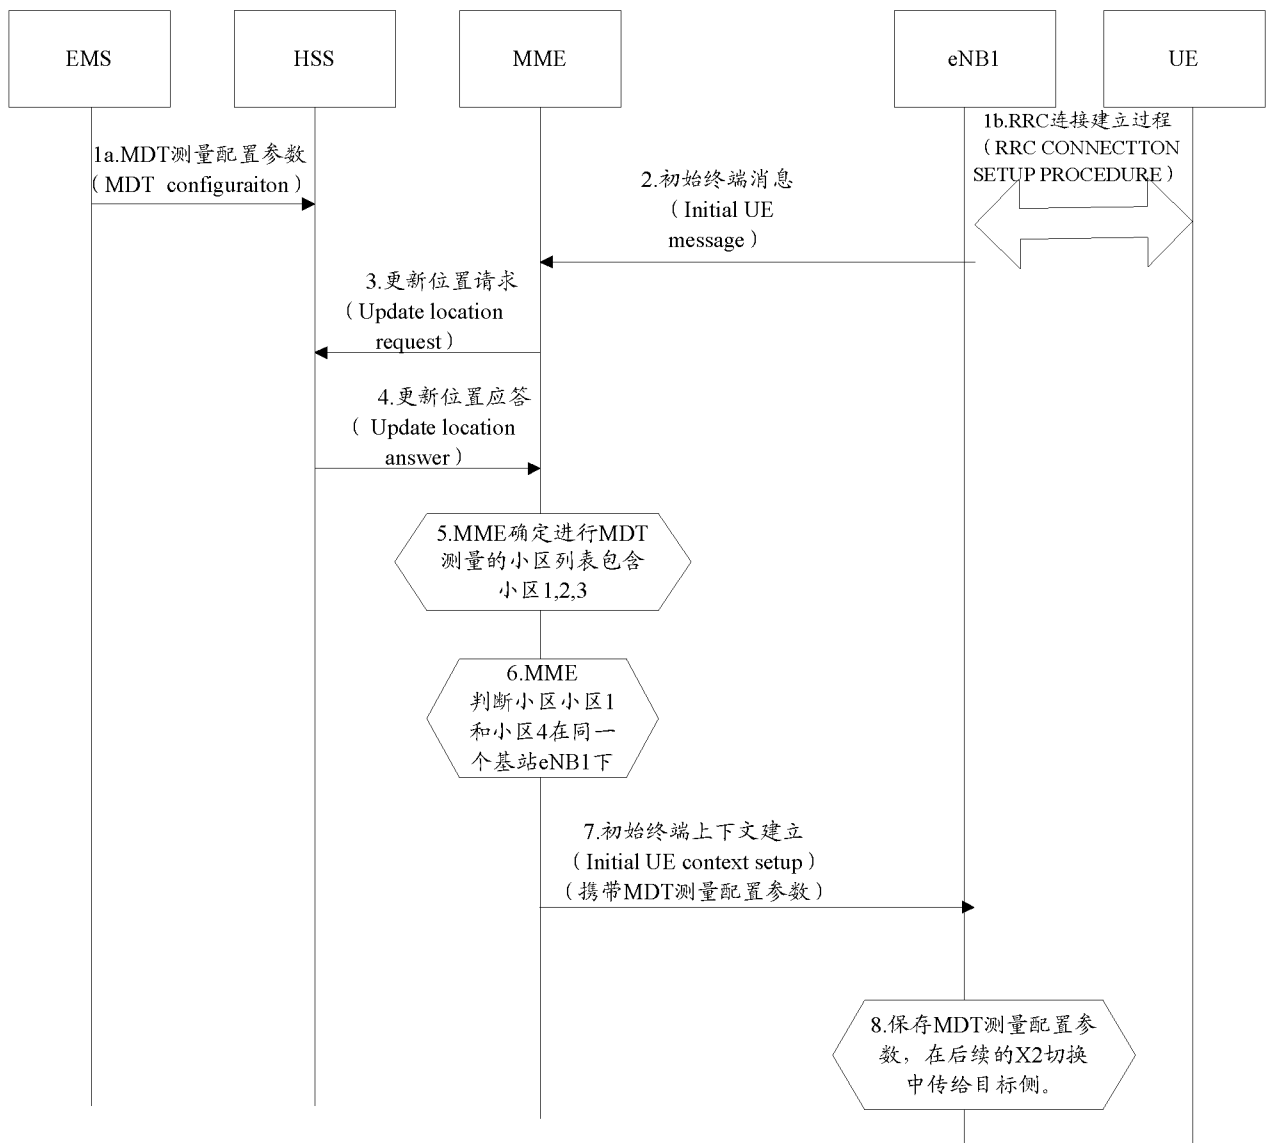 EMS
HSS
MME
eNB1
UE
1a.MDT测量配置参数
（MDT  configuraiton）
1b.RRC连接建立过程
（RRC CONNECTTON
SETUP PROCEDURE）
2.初始终端消息
（Initial UE
message）
3.更新位置请求
（Update location
request）
4.更新位置应答
（ Update location
answer）
5.MME确定进行MDT
测量的小区列表包含
小区1,2,3
6.MME
判断小区小区1
和小区4在同一
个基站eNB1下
7.初始终端上下文建立
（Initial UE context setup）
（携带MDT测量配置参数）
8.保存MDT测量配置参
数，在后续的X2切换
中传给目标侧。